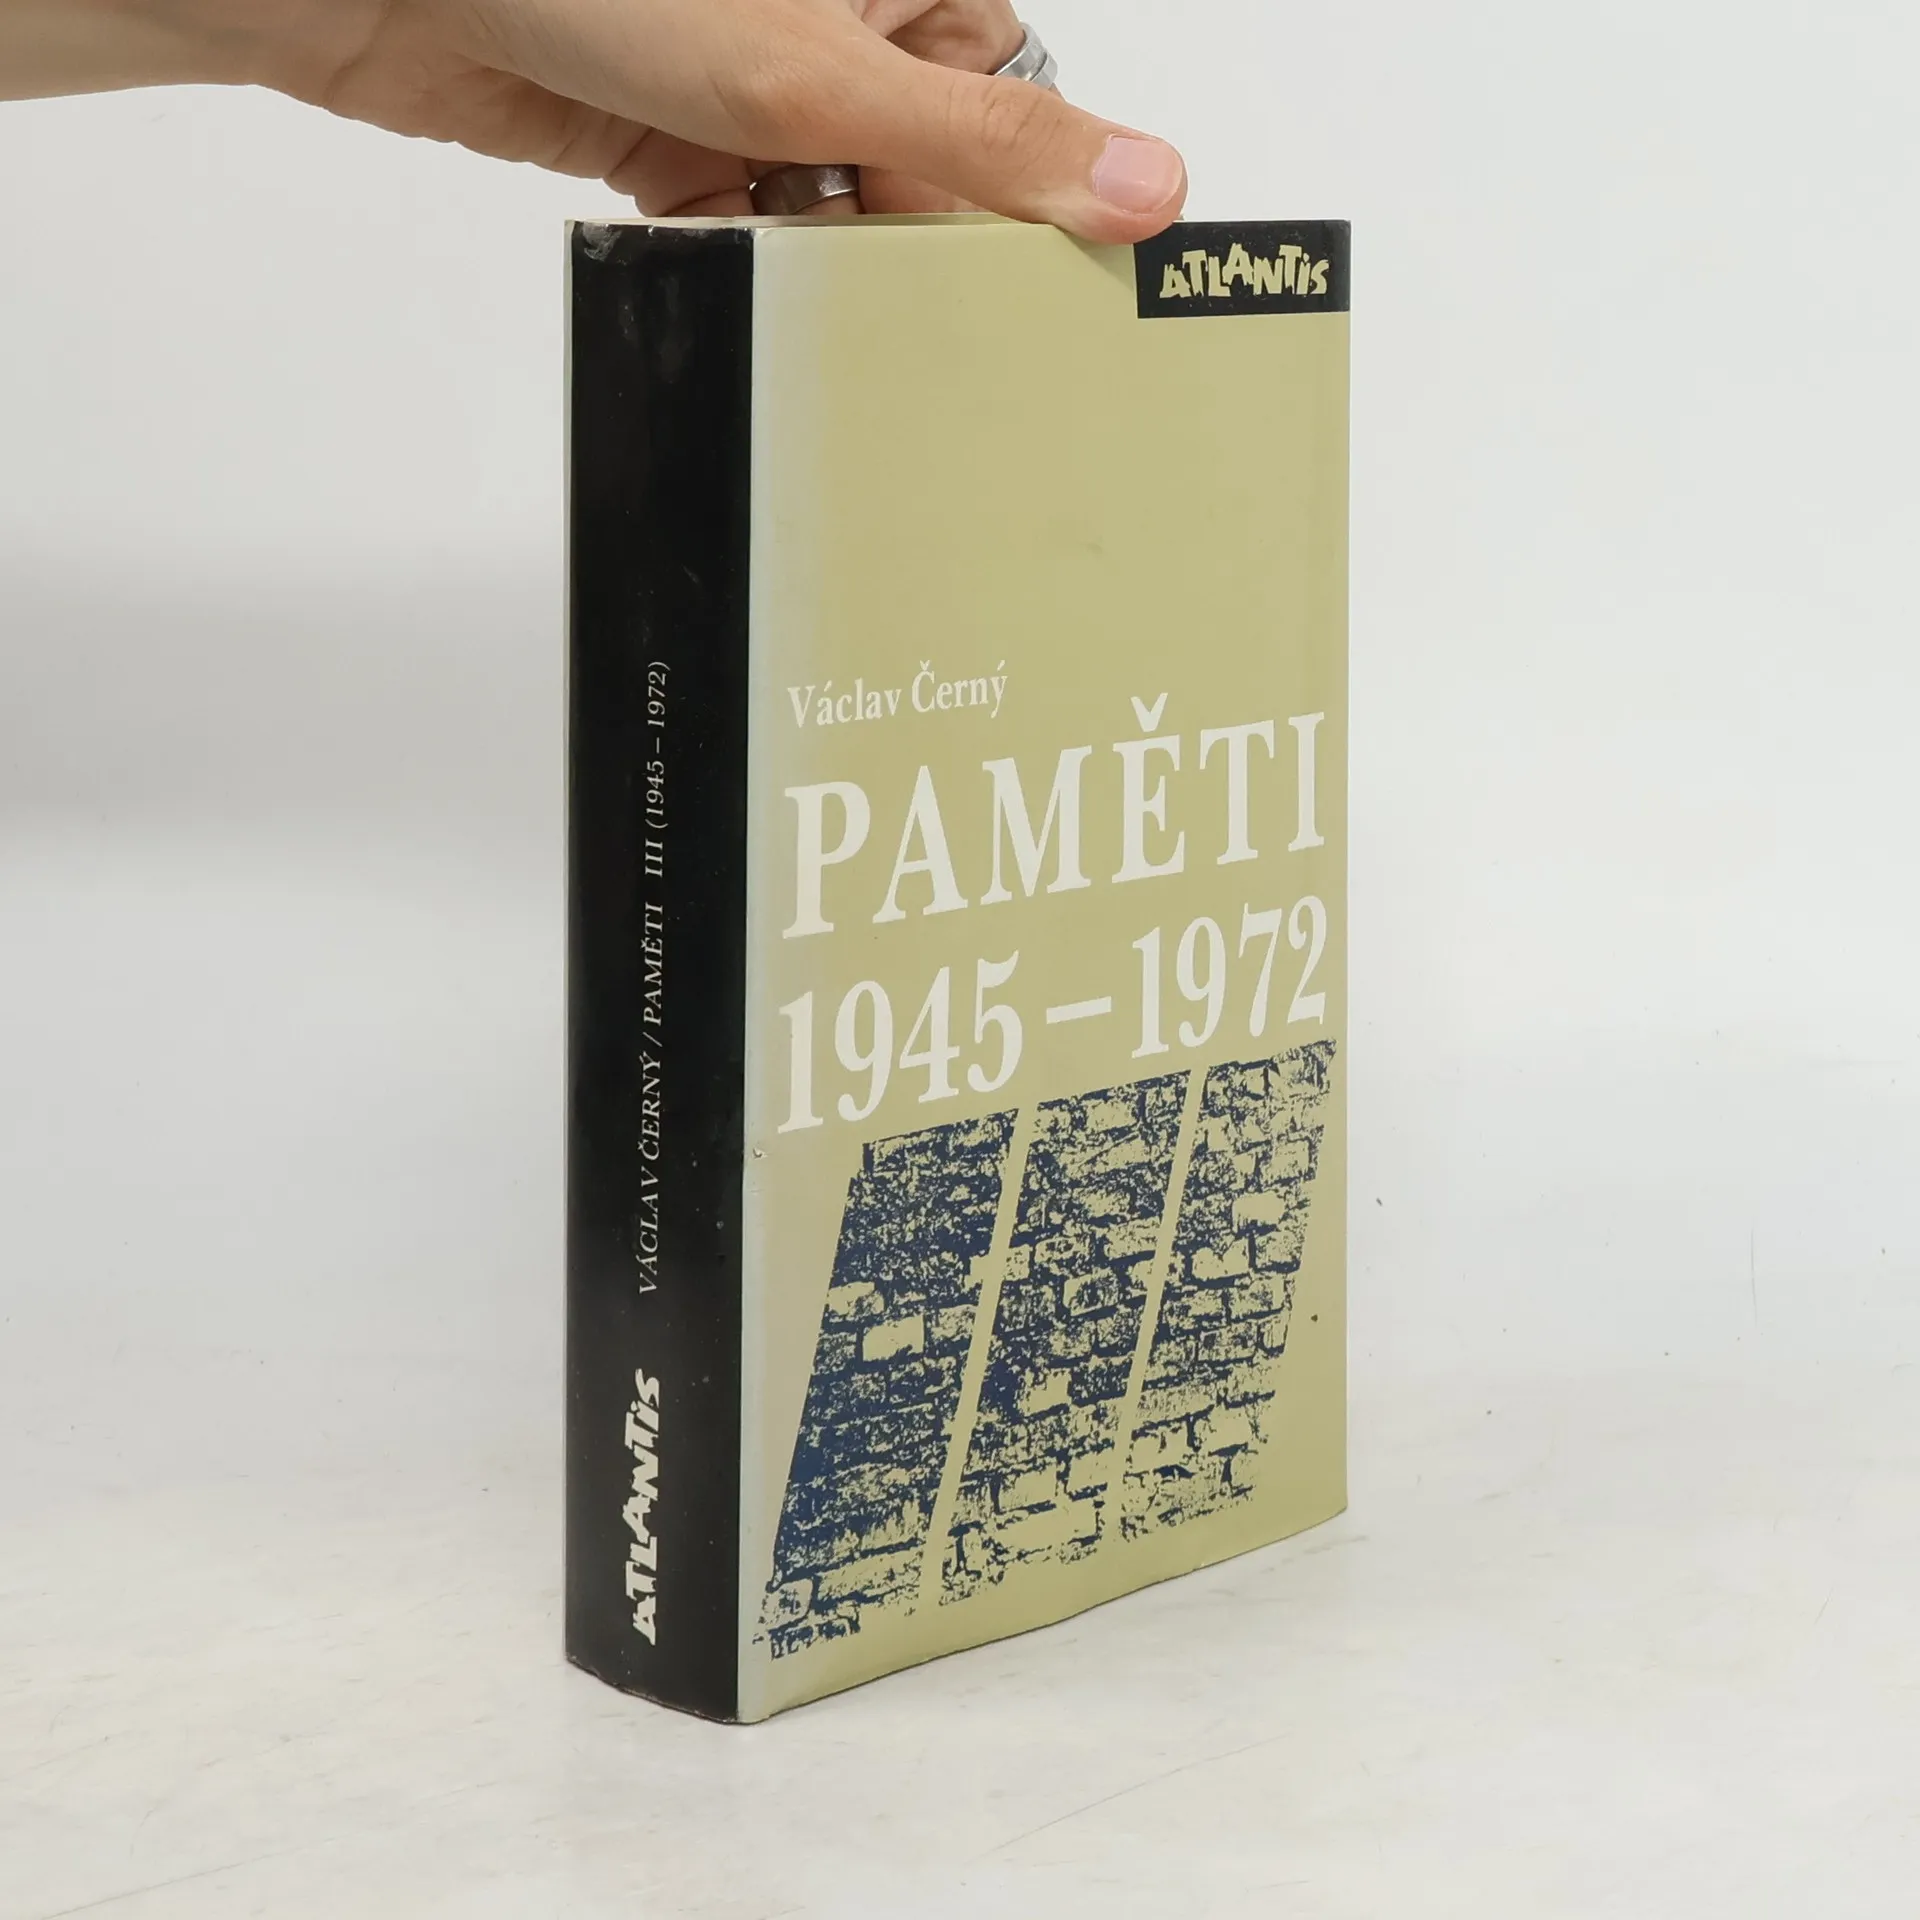 ATLANTIS
Václav Černý
PAMĚTI
1945–1972
VÁCLAV ČERNÝ / PAMĚTI III (1945–1972)
ATLANTIS